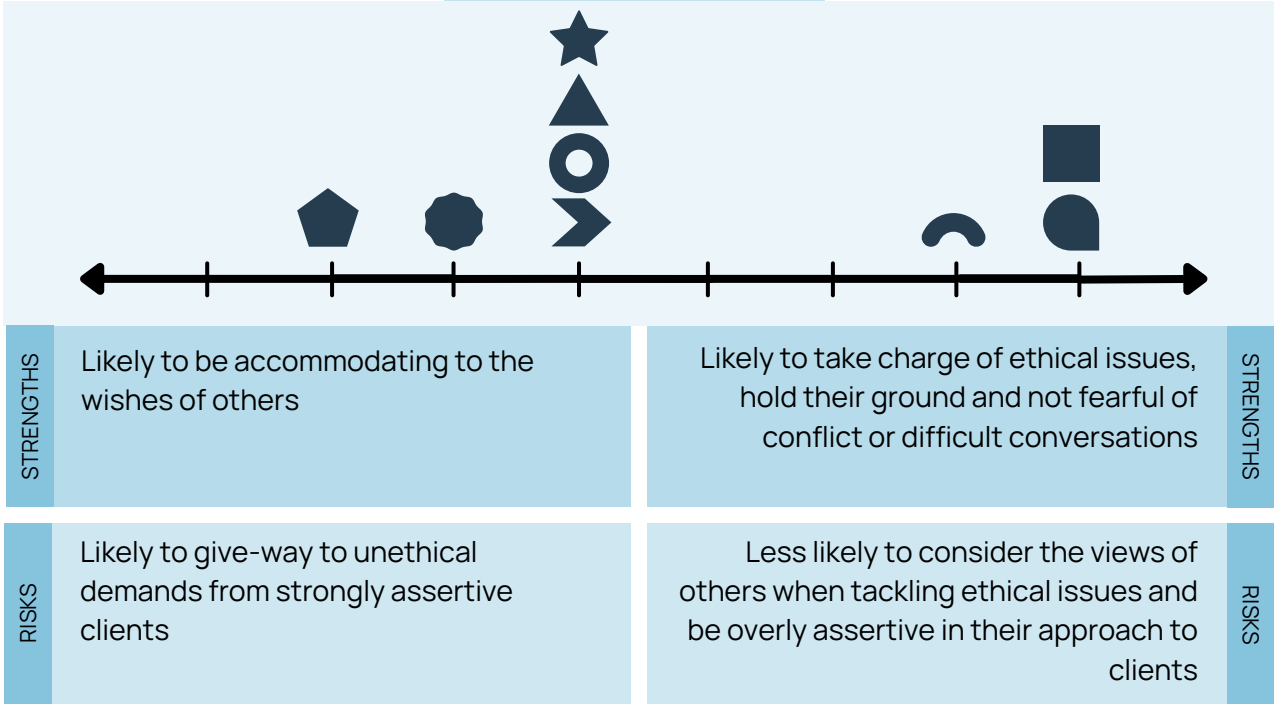 STRENGTHS
Likely to be accommodating to the
wishes of others
Likely to take charge of ethical issues,
hold their ground and not fearful of
conflict or difficult conversations
STRENGTHS
RISKS
Likely to give-way to unethical
demands from strongly assertive
clients
Less likely to consider the views of
others when tackling ethical issues and
be overly assertive in their approach to
clients
RISKS